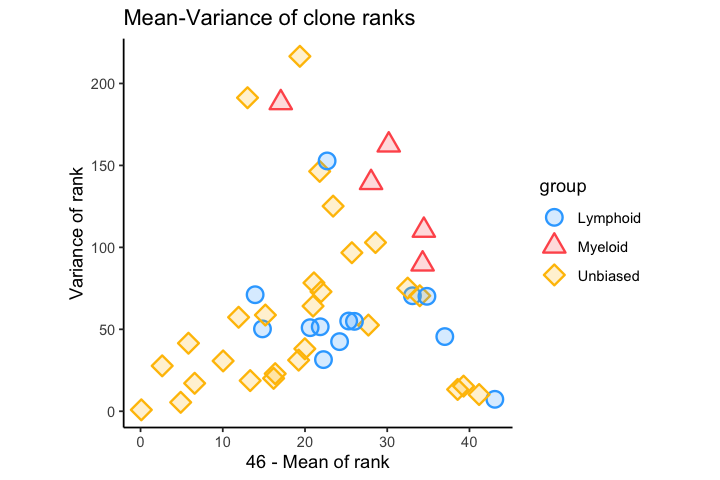 Mean-Variance of clone ranks
Variance of rank
200
150
100
50
0
0 10 20 30 40
46 - Mean of rank
group
Lymphoid
Myeloid
Unbiased